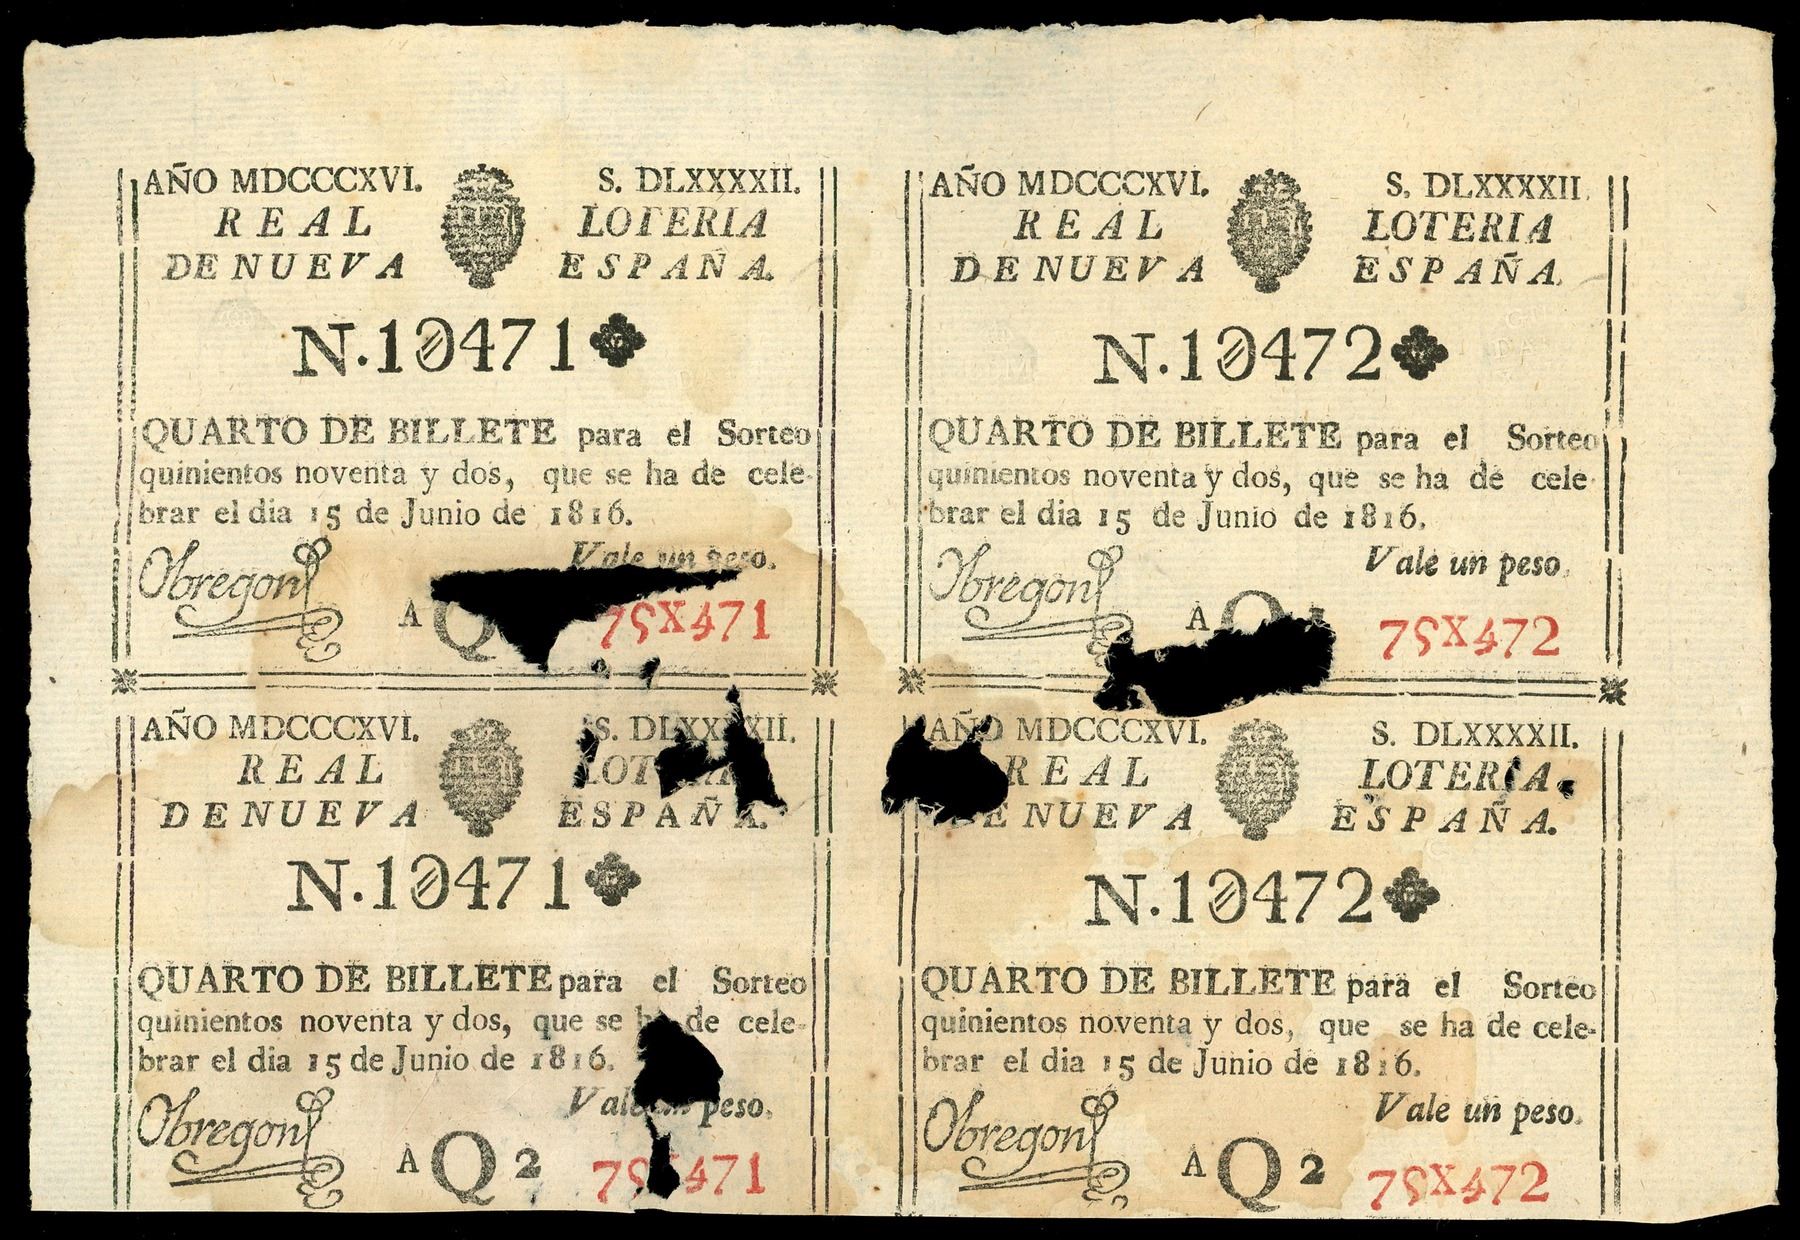 AÑO MDCCCXVI. S. DLXXXXII.
REAL LOTERIA
DE NUEVA ESPAÑA.
N.10471
QUARTO DE BILLETE para el Sorteo
quinientos noventa y dos, que se ha de cele-
brar el dia 15 de Junio de 1816.
Vale un peso.
Obregon
A Q 75X471
AÑO MDCCCXVI. S. DLXXXXII.
REAL LOTERIA
DE NUEVA ESPAÑA.
N.10472
QUARTO DE BILLETE para el Sorteo
quinientos noventa y dos, que se ha de cele-
brar el dia 15 de Junio de 1816.
Vale un peso.
Obregon
A Q 75X472
AÑO MDCCCXVI. S.
REAL
DE NUEVA ESPAÑA.
N.10471
QUARTO DE BILLETE para el Sorteo
quinientos noventa y dos, que se de cele-
brar el dia 15 de Junio de 1816.
peso.
Obregon
A Q 2
AÑO MDCCCXVI. S. DLXXXXII.
REAL LOTERIA.
NUEVA ESPAÑA.
N.10472
QUARTO DE BILLETE para el Sorteo
quinientos noventa y dos, que se ha de cele-
brar el dia 15 de Junio de 1816.
Vale un peso.
Obregon
A Q 2 75X472